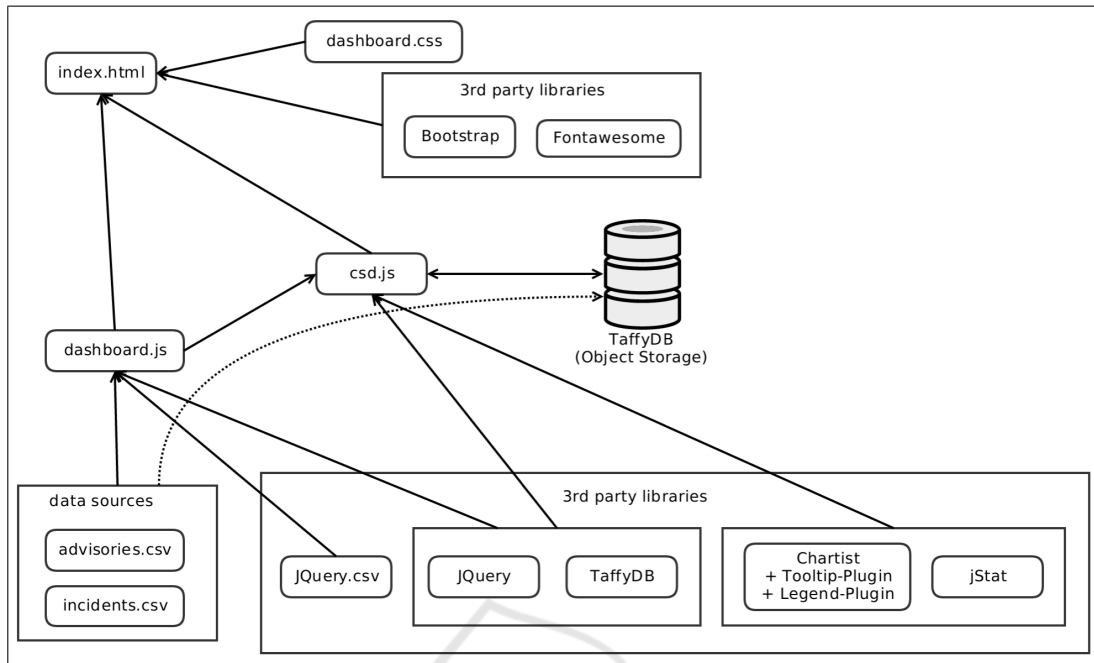 dashboard.css
index.html
3rd party libraries
Bootstrap
Fontawesome
csd.js
TaffyDB
(Object Storage)
dashboard.js
data sources
advisories.csv
incidents.csv
3rd party libraries
JQuery.csv
JQuery
TaffyDB
Chartist
+ Tooltip-Plugin
+ Legend-Plugin
jStat